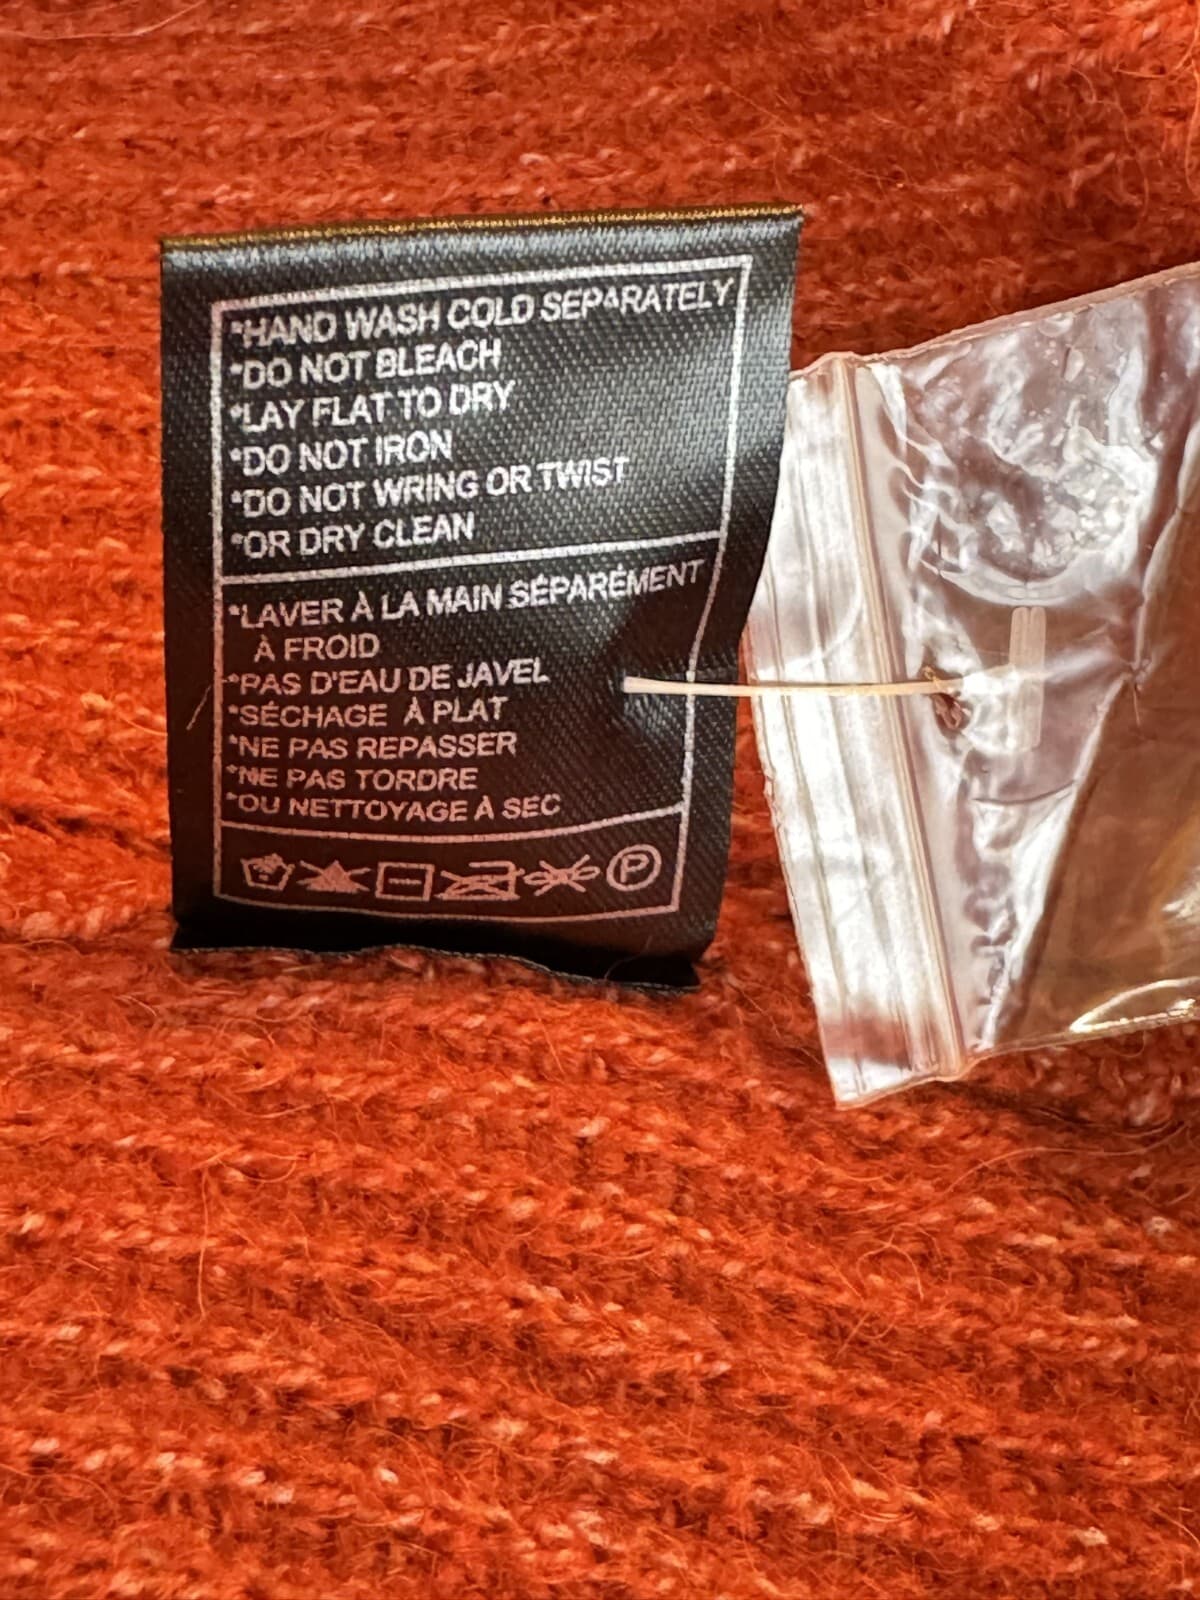 *HAND WASH COLD SEPARATELY
*DO NOT BLEACH
*LAY FLAT TO DRY
*DO NOT IRON
*DO NOT WRING OR TWIST
*OR DRY CLEAN
*LAVER À LA MAIN SÉPARÉMENT
À FROID
*PAS D'EAU DE JAVEL
*SÉCHAGE À PLAT
*NE PAS REPASSER
*NE PAS TORDRE
*OU NETTOYAGE À SEC
P